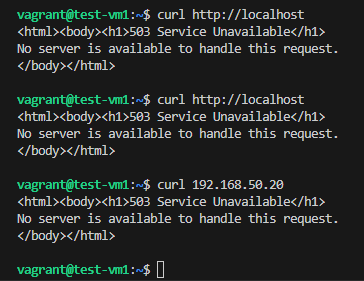 vagrant@test-vm1:~$ curl http://localhost
<html><body><h1>503 Service Unavailable</h1>
No server is available to handle this request.
</body></html>

vagrant@test-vm1:~$ curl http://localhost
<html><body><h1>503 Service Unavailable</h1>
No server is available to handle this request.
</body></html>

vagrant@test-vm1:~$ curl 192.168.50.20
<html><body><h1>503 Service Unavailable</h1>
No server is available to handle this request.
</body></html>

vagrant@test-vm1:~$